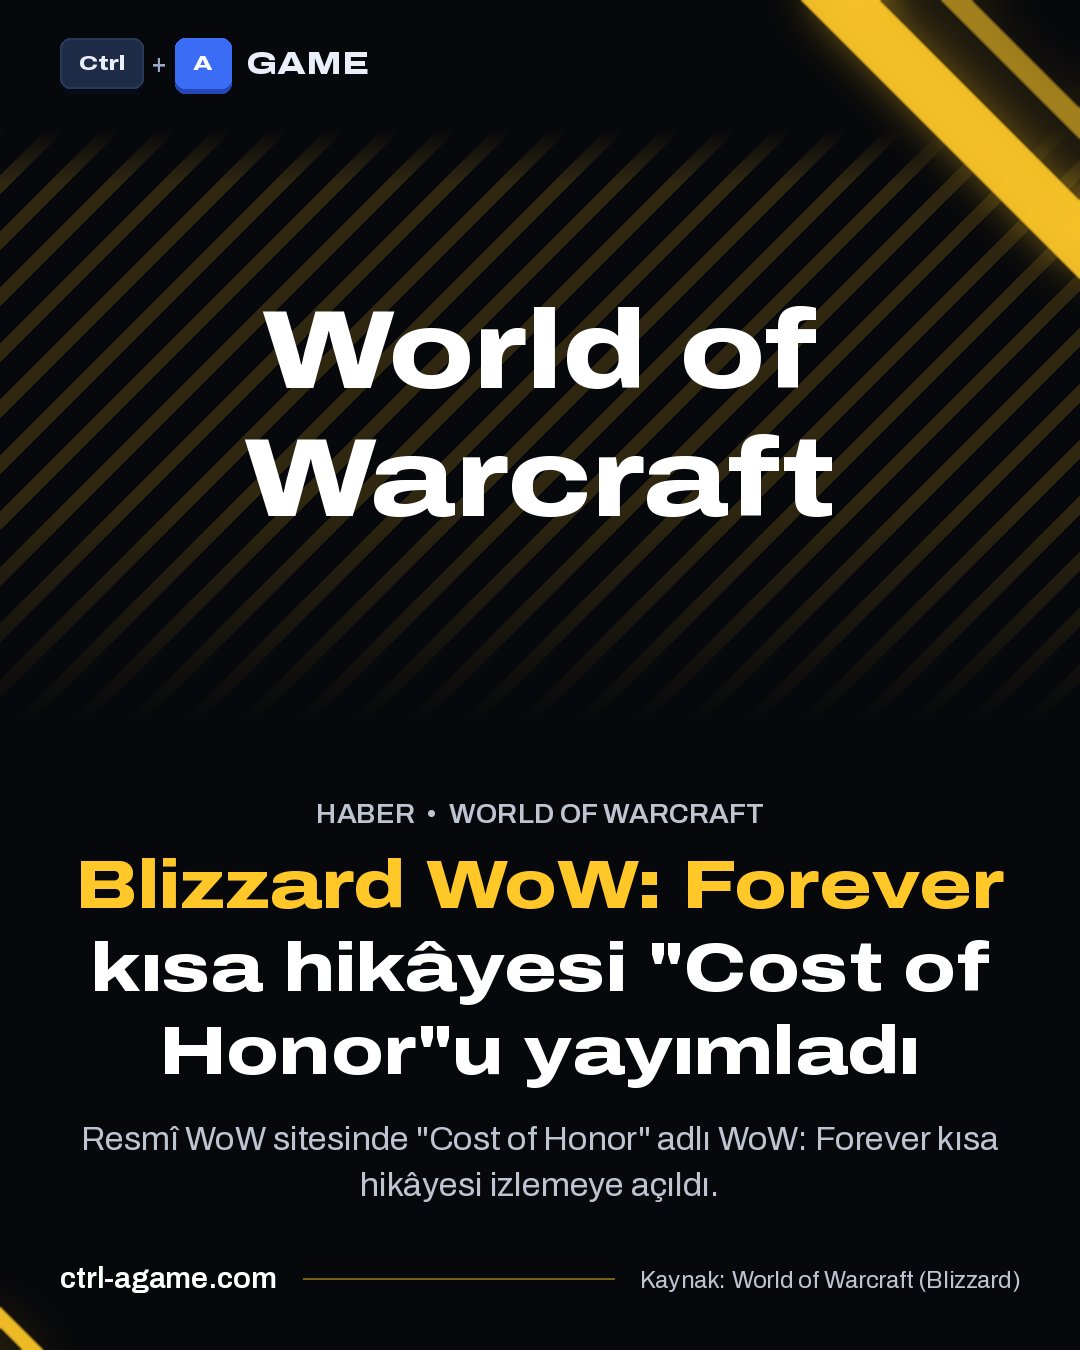 Ctrl + A GAME
World of
Warcraft
HABER • WORLD OF WARCRAFT
Blizzard WoW: Forever
kısa hikâyesi "Cost of
Honor"u yayımladı
Resmî WoW sitesinde "Cost of Honor" adlı WoW: Forever kısa
hikâyesi izlemeye açıldı.
ctrl-agame.com
Kaynak: World of Warcraft (Blizzard)